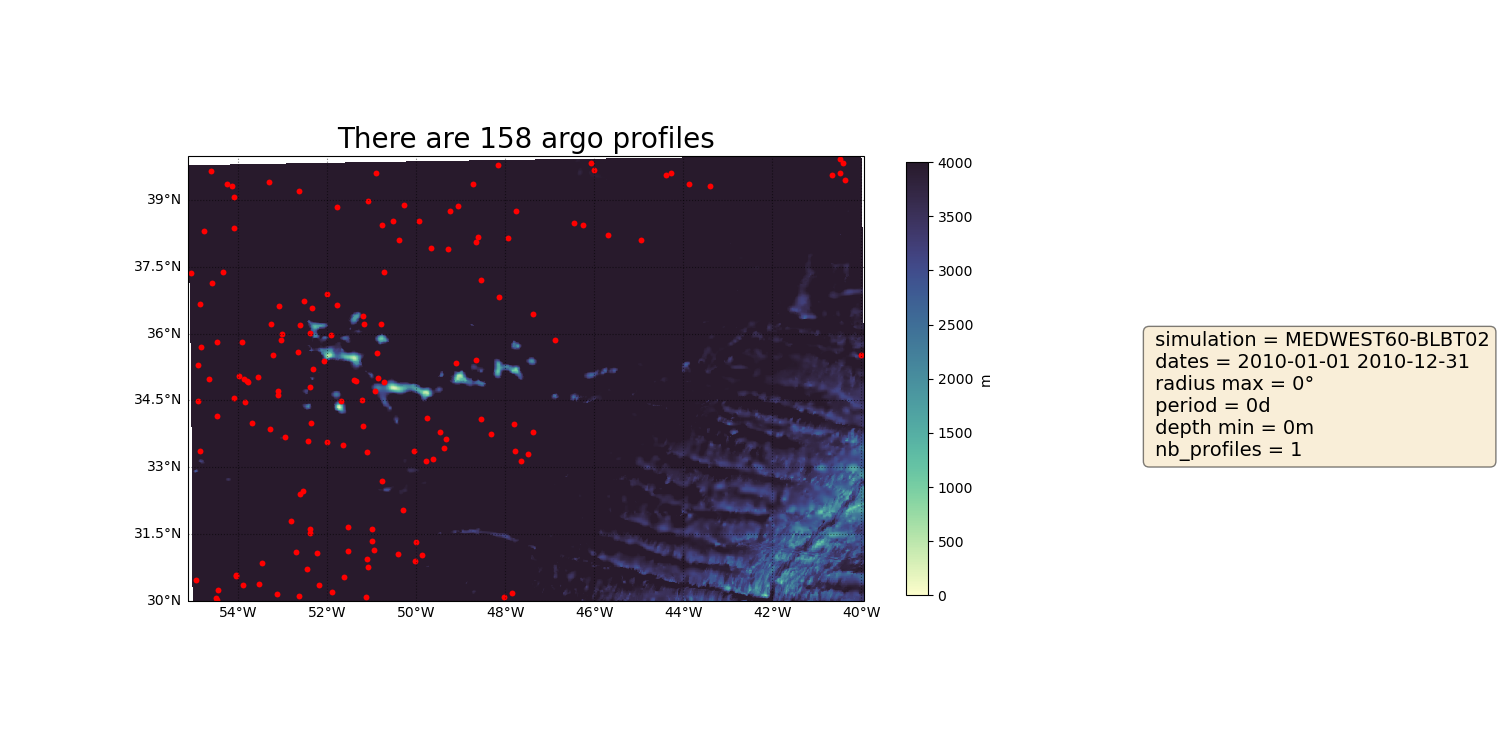 There are 158 argo profiles
39°N
37.5°N
36°N
34.5°N
33°N
31.5°N
30°N
54°W
52°W
50°W
48°W
46°W
44°W
42°W
40°W
4000
3500
3000
2500
2000
1500
1000
500
0
m
simulation = MEDWEST60-BLBT02
dates = 2010-01-01 2010-12-31
radius max = 0°
period = 0d
depth min = 0m
nb_profiles = 1